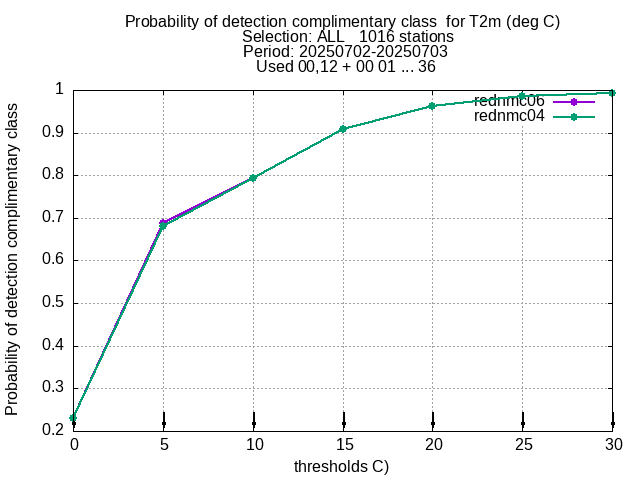 Probability of detection complimentary class  for T2m (deg C)
Selection: ALL   1016 stations
Period: 20250702-20250703
Used 00,12 + 00 01 ... 36
Probability of detection complimentary class
1
0.9
0.8
0.7
0.6
0.5
0.4
0.3
0.2
rednmc06
rednmc04
0 5 10 15 20 25 30
thresholds C)